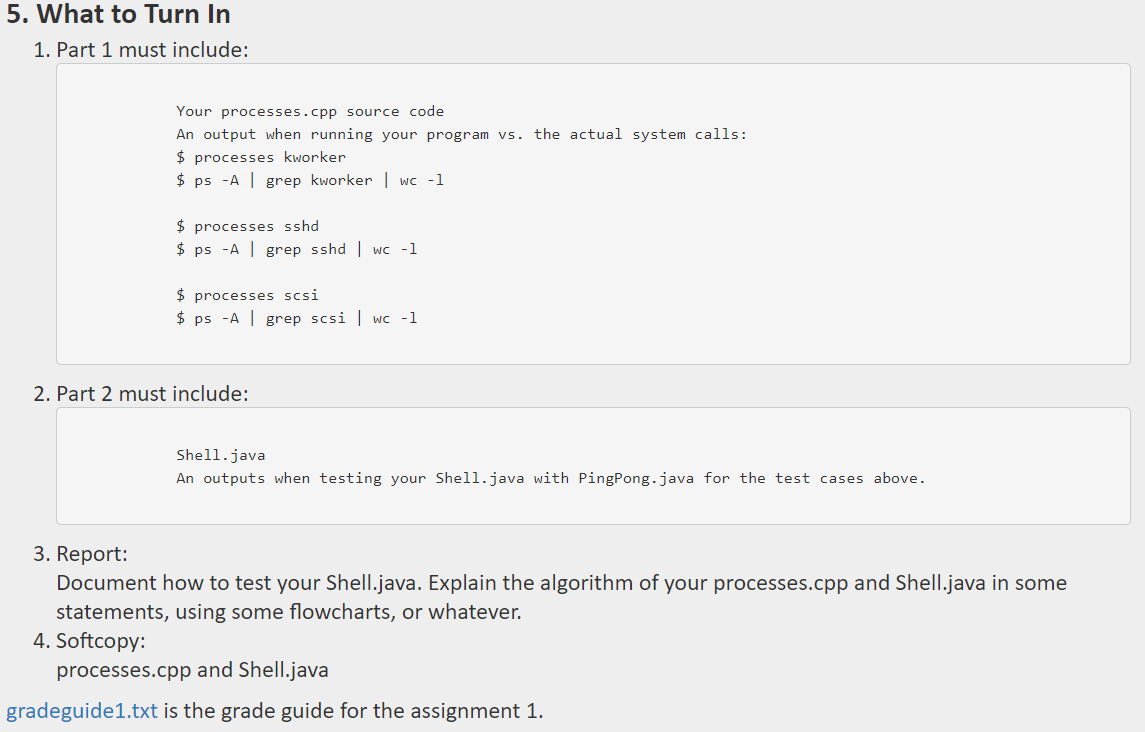 5. What to Turn In
1. Part 1 must include:
Your processes.cpp source code
An output when running your program vs. the actual system calls:
$ processes kworker
$ ps -A | grep kworker | wc -l
$ processes sshd
$ ps -A | grep sshd | wc -l
$ processes scsi
$ ps -A | grep scsi | wc -l
2. Part 2 must include:
Shell.java
An outputs when testing your Shell.java with PingPong.java for the test cases above.
3. Report:
Document how to test your Shell.java. Explain the algorithm of your processes.cpp and Shell.java in some
statements, using some flowcharts, or whatever.
4. Softcopy:
processes.cpp and Shell.java
gradeguide1.txt is the grade guide for the assignment 1.